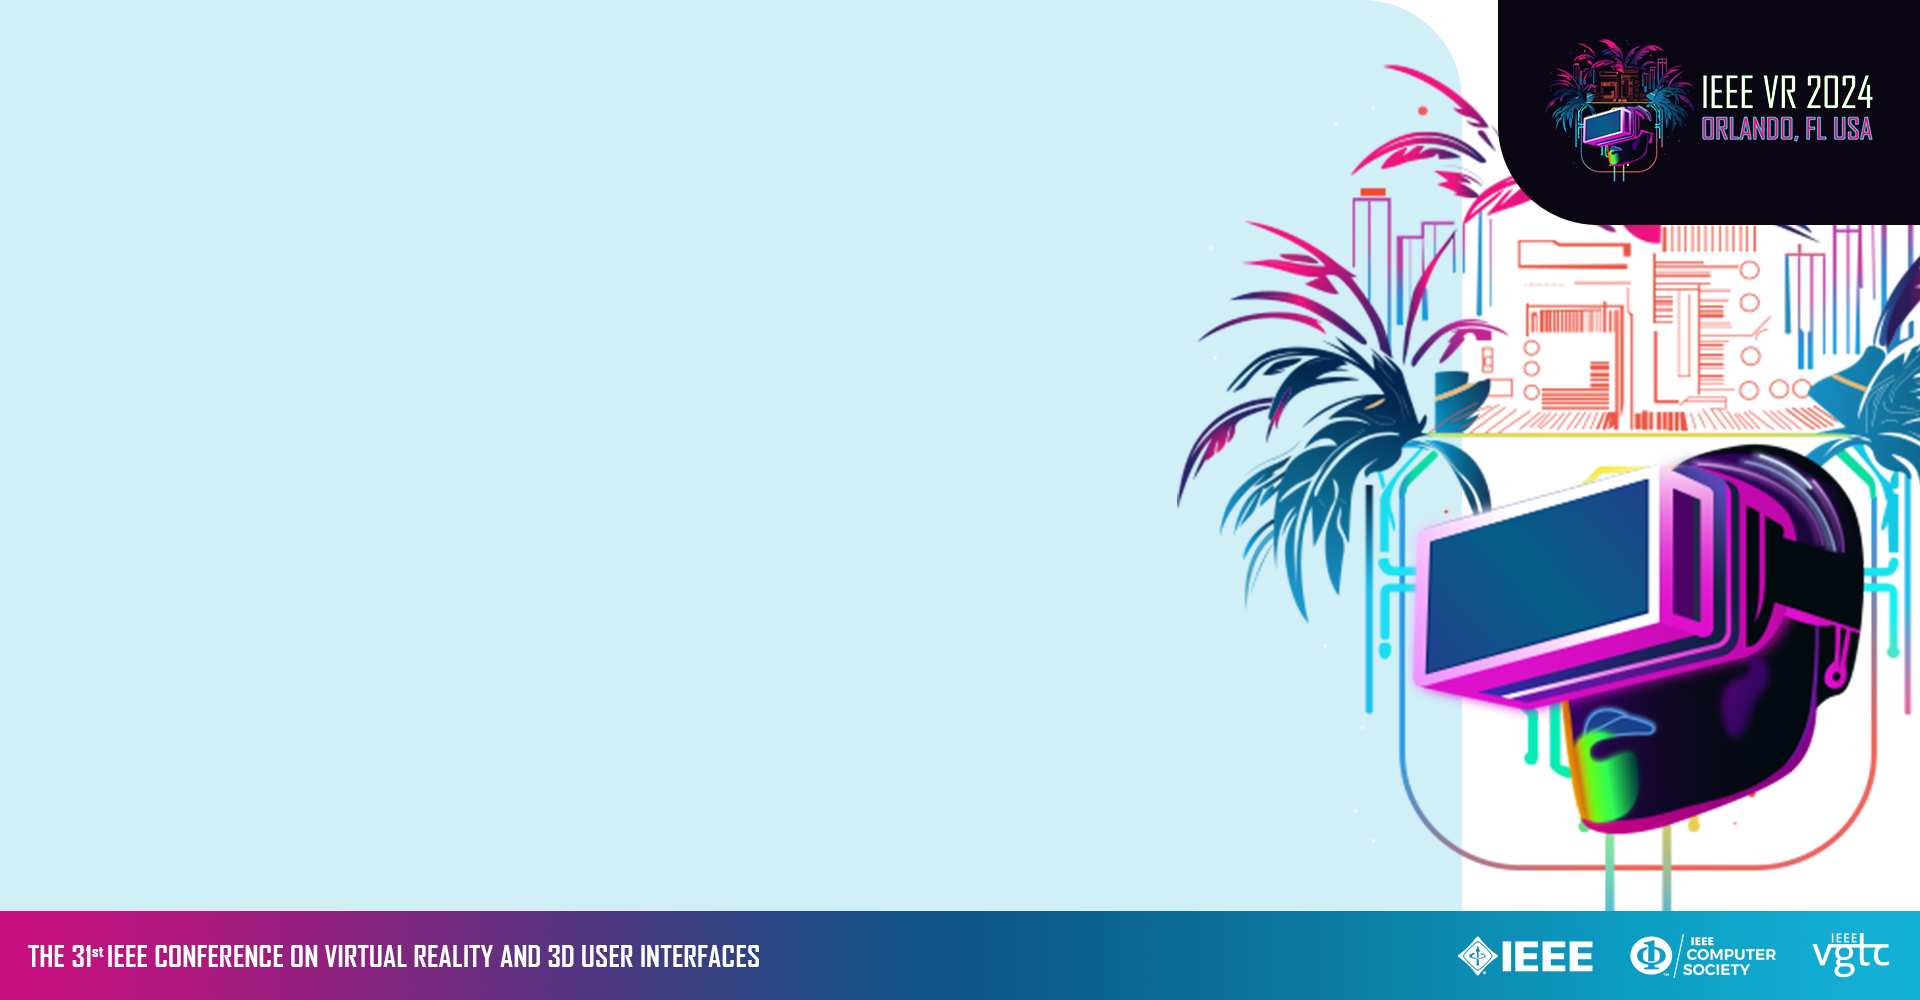 IEEE VR 2024
ORLANDO, FL USA
THE 31st IEEE CONFERENCE ON VIRTUAL REALITY AND 3D USER INTERFACES
IEEE
IEEE
COMPUTER
SOCIETY
IEEE
vgtc